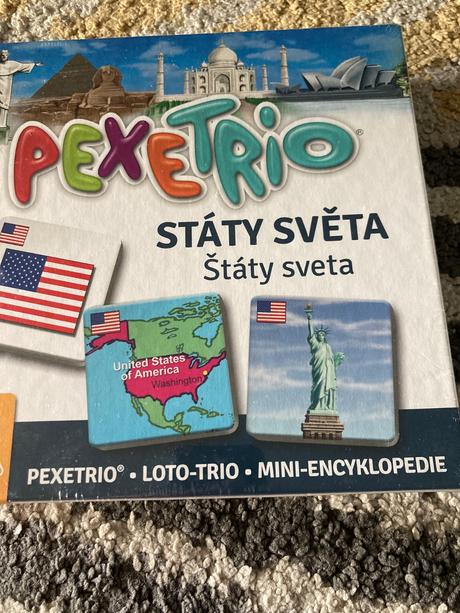 PEXETRIO®
STÁTY SVĚTA
Štáty sveta
United States
of America
Washington
PEXETRIO® • LOTO-TRIO • MINI-ENCYKLOPEDIE